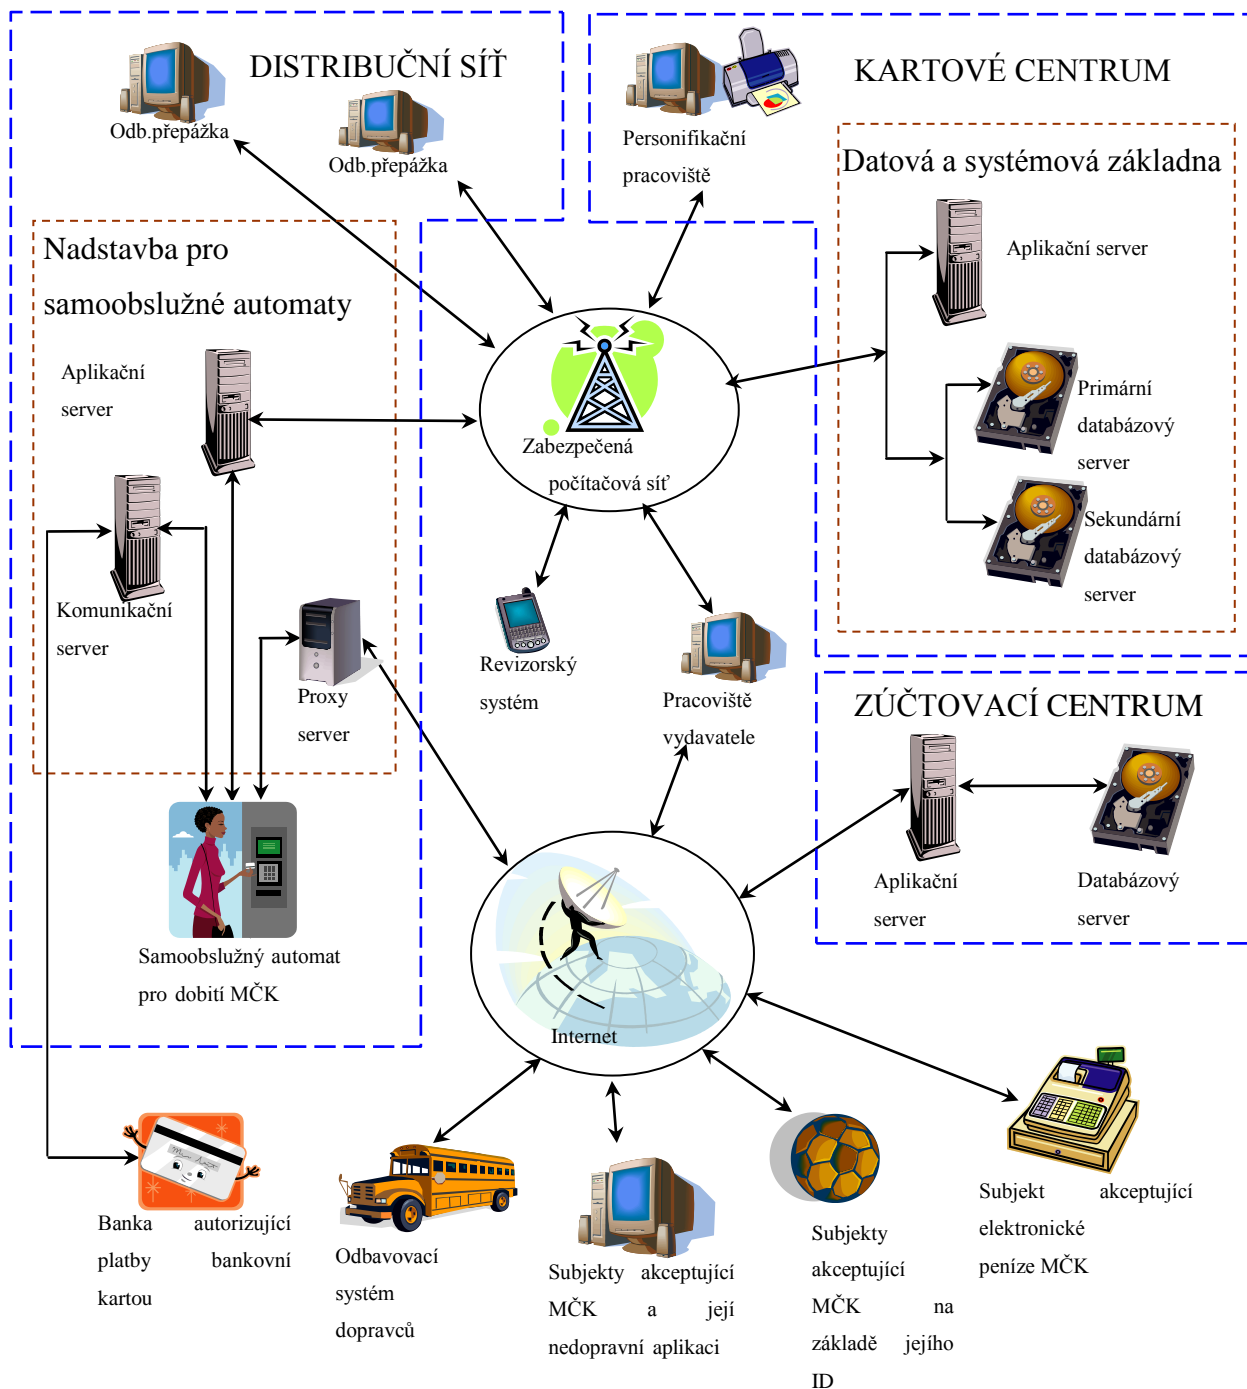 DISTRIBUČNÍ SÍŤ
Odb.přepážka
Odb.přepážka
KARTOVÉ CENTRUM
Personifikační
pracoviště
Datová a systémová základna
Aplikační server
Primární
databázový
server
Sekundární
databázový
server
Nadstavba pro
samoobslužné automaty
Aplikační
server
Komunikační
server
Proxy
server
Samoobslužný automat
pro dobití MČK
Zabezpečená
počítačová síť
Revizorský
systém
Pracoviště
vydavatele
ZÚČTOVACÍ CENTRUM
Aplikační
server
Databázový
server
Internet
Banka autorizující
platby bankovní
kartou
Odbavovací
systém
dopravců
Subjekty akceptující
MČK a její
nedopravní aplikaci
Subjekty
akceptující
MČK na
základě jejího
ID
Subjekt akceptující
elektronické
peníze MČK